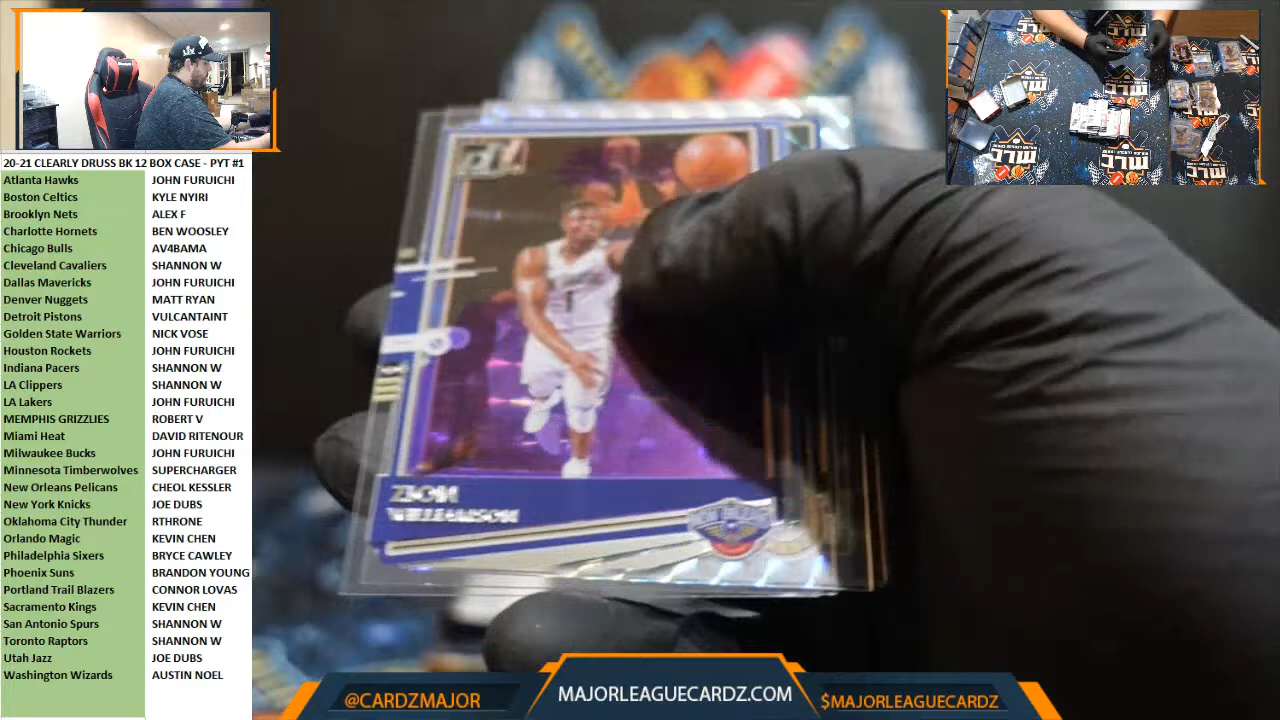 20-21 CLEARLY DRUSS BK 12 BOX CASE - PYT #1
Atlanta Hawks JOHN FURUICHI
Boston Celtics KYLE NYIRI
Brooklyn Nets ALEX F
Charlotte Hornets BEN WOOSLEY
Chicago Bulls AV4BAMA
Cleveland Cavaliers SHANNON W
Dallas Mavericks JOHN FURUICHI
Denver Nuggets MATT RYAN
Detroit Pistons VULCANTAINT
Golden State Warriors NICK VOSE
Houston Rockets JOHN FURUICHI
Indiana Pacers SHANNON W
LA Clippers SHANNON W
LA Lakers JOHN FURUICHI
MEMPHIS GRIZZLIES ROBERT V
Miami Heat DAVID RITENOUR
Milwaukee Bucks JOHN FURUICHI
Minnesota Timberwolves SUPERCHARGER
New Orleans Pelicans CHEOL KESSLER
New York Knicks JOE DUBS
Oklahoma City Thunder RTHRONE
Orlando Magic KEVIN CHEN
Philadelphia Sixers BRYCE CAWLEY
Phoenix Suns BRANDON YOUNG
Portland Trail Blazers CONNOR LOVAS
Sacramento Kings KEVIN CHEN
San Antonio Spurs SHANNON W
Toronto Raptors SHANNON W
Utah Jazz JOE DUBS
Washington Wizards AUSTIN NOEL
ZION
WILLIAMSON
1
MLC
MLC
MLC
MLC
@CARDZMAJOR
MAJORLEAGUECARDZ.COM
$MAJORLEAGUECARDZ